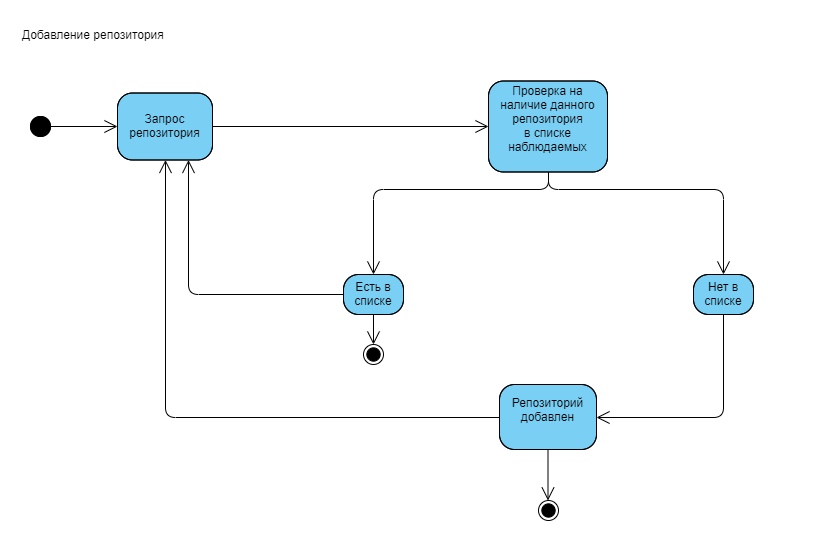 Добавление репозитория
Запрос
репозитория
Проверка на
наличие данного
репозитория
в списке
наблюдаемых
Есть в
списке
Нет в
списке
Репозиторий
добавлен